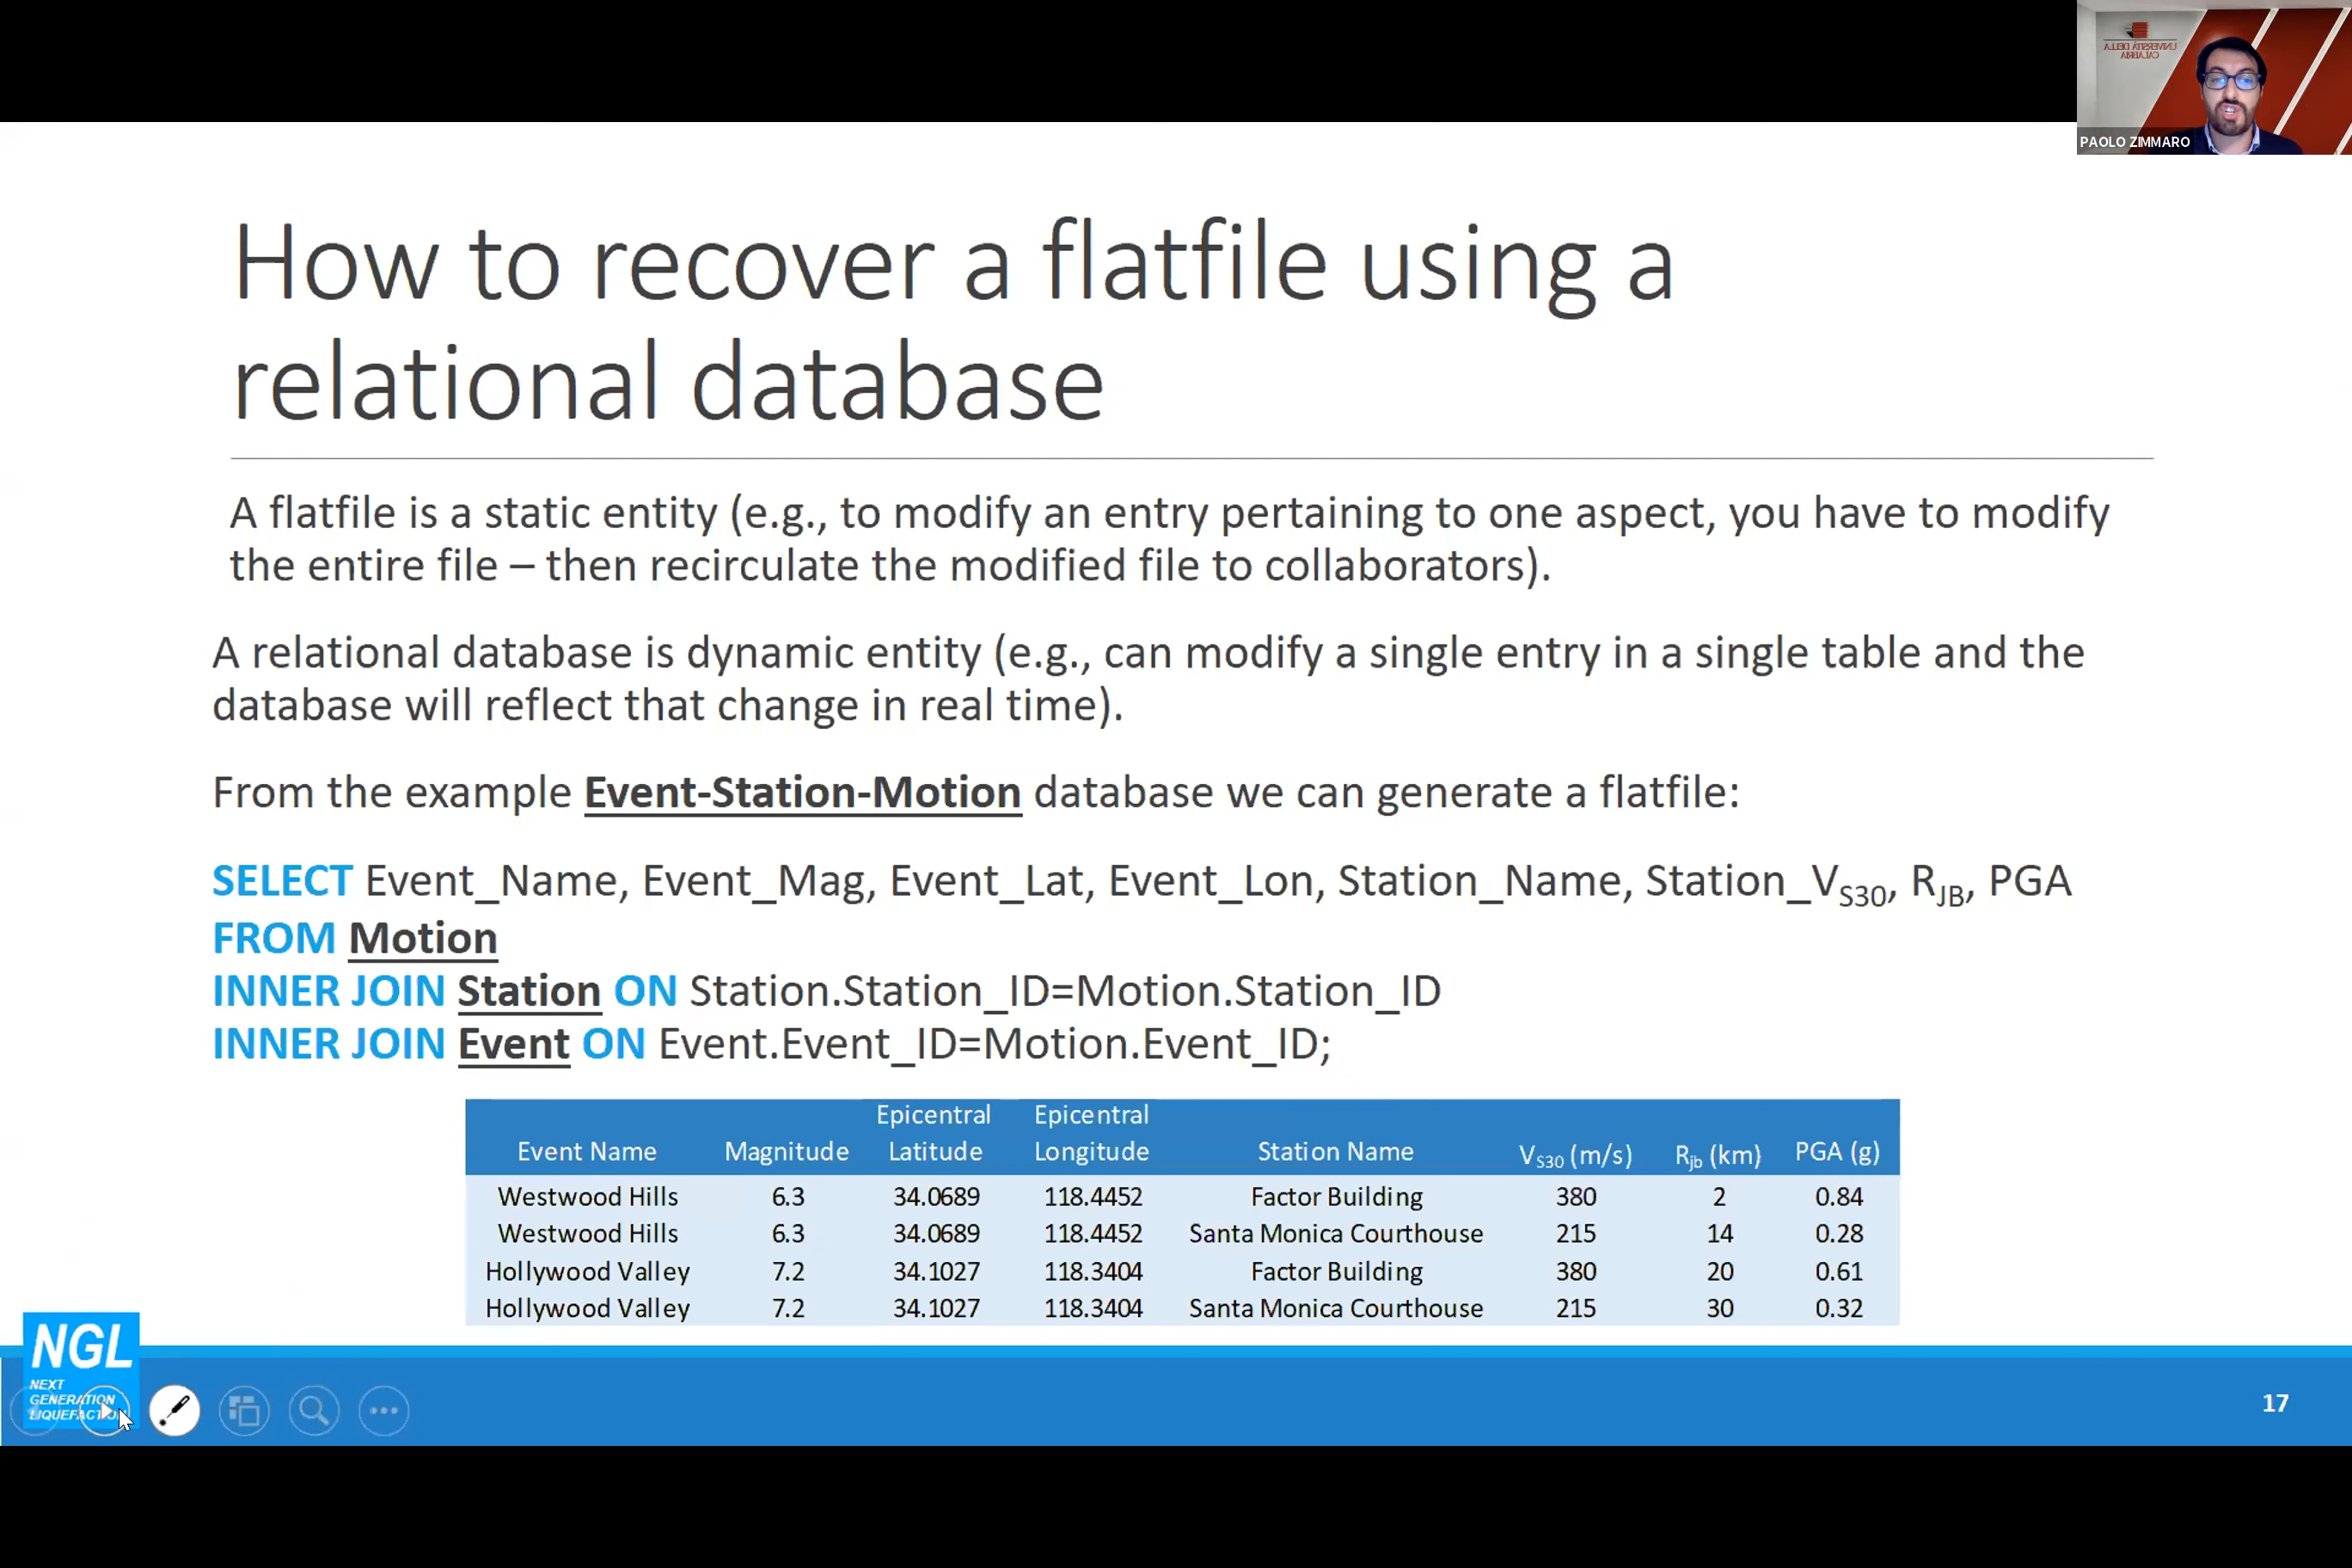 UNIVERSITÀ DELLA
CALABRIA
PAOLO ZIMMARO
How to recover a flatfile using a
relational database
A flatfile is a static entity (e.g., to modify an entry pertaining to one aspect, you have to modify
the entire file – then recirculate the modified file to collaborators).
A relational database is dynamic entity (e.g., can modify a single entry in a single table and the
database will reflect that change in real time).
From the example Event-Station-Motion database we can generate a flatfile:
SELECT Event_Name, Event_Mag, Event_Lat, Event_Lon, Station_Name, Station_VS30, RJB, PGA
FROM Motion
INNER JOIN Station ON Station.Station_ID=Motion.Station_ID
INNER JOIN Event ON Event.Event_ID=Motion.Event_ID;
Event Name Magnitude Epicentral Latitude Epicentral Longitude Station Name VS30 (m/s) Rjb (km) PGA (g)
Westwood Hills 6.3 34.0689 118.4452 Factor Building 380 2 0.84
Westwood Hills 6.3 34.0689 118.4452 Santa Monica Courthouse 215 14 0.28
Hollywood Valley 7.2 34.1027 118.3404 Factor Building 380 20 0.61
Hollywood Valley 7.2 34.1027 118.3404 Santa Monica Courthouse 215 30 0.32
NGL
NEXT
GENERATION
LIQUEFACTION
17